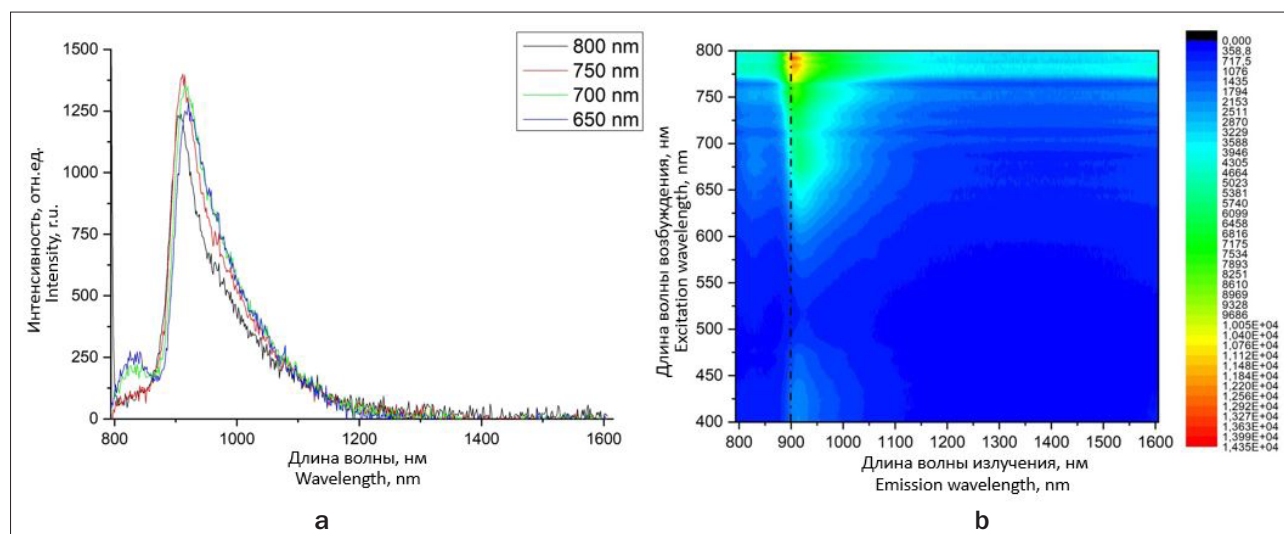 1500
1250
1000
750
500
250
0
Интенсивность, отн.ед.
Intensity, r.u.
800 nm
750 nm
700 nm
650 nm
800
1000
1200
1400
1600
Длина волны, нм
Wavelength, nm
a
800
750
700
650
600
550
500
450
400
Длина волны возбуждения, нм
Excitation wavelength, nm
800
900
1000
1100
1200
1300
1400
1500
1600
Длина волны излучения, нм
Emission wavelength, nm
0,000
358,8
717,5
1076
1435
1794
2153
2511
2870
3229
3588
3946
4305
4664
5023
5381
5740
6099
6458
6816
7175
7534
7893
8251
8610
8969
9328
9686
1,005E+04
1,040E+04
1,076E+04
1,112E+04
1,148E+04
1,184E+04
1,220E+04
1,256E+04
1,292E+04
1,327E+04
1,363E+04
1,399E+04
1,435E+04
b